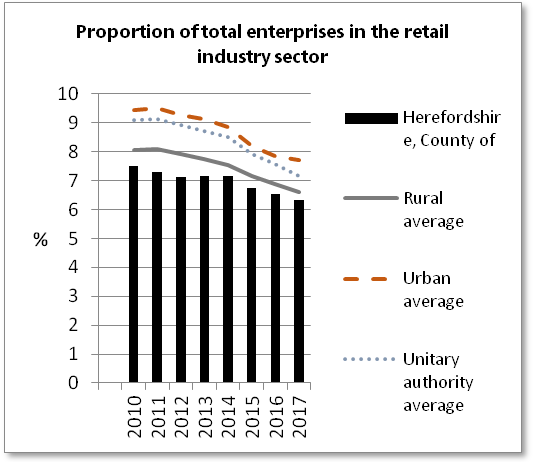 Proportion of total enterprises in the retail
industry sector
10
9
8
7
6
5
4
3
2
1
0
%
2010
2011
2012
2013
2014
2015
2016
2017
Herefordshir
e, County of
Rural
average
Urban
average
Unitary
authority
average